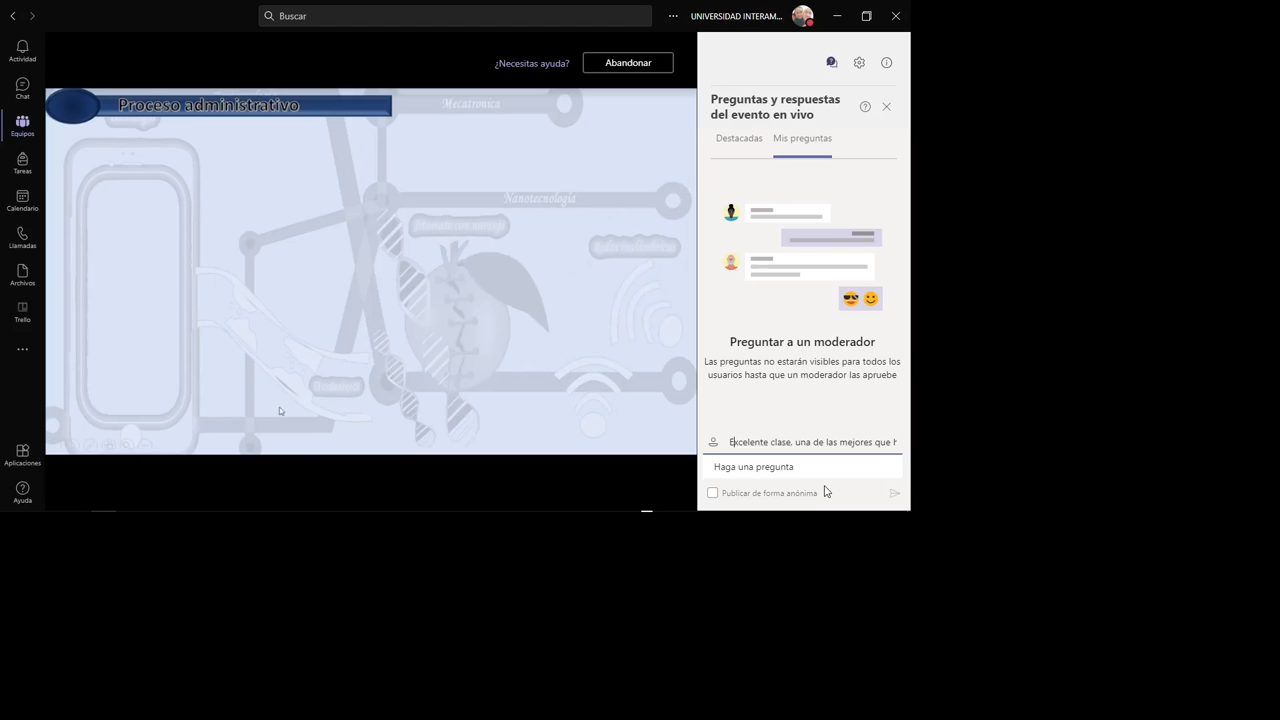 Buscar
UNIVERSIDAD INTERAM...
Actividad
Chat
Equipos
Tareas
Calendario
Llamadas
Archivos
Trello
Aplicaciones
Ayuda
¿Necesitas ayuda?
Abandonar
Proceso administrativo
Mecatronica
Nanotecnologia
Preguntas y respuestas
del evento en vivo
Destacadas
Mis preguntas
Preguntar a un moderador
Las preguntas no estarán visibles para todos los
usuarios hasta que un moderador las apruebe
Excelente clase, una de las mejores que h
Haga una pregunta
Publicar de forma anónima